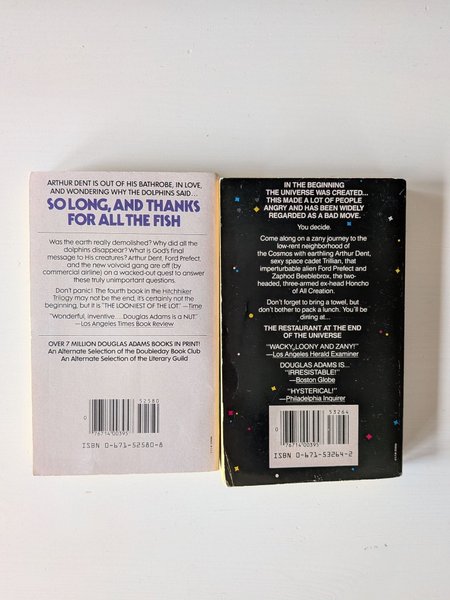 ARTHUR DENT IS OUT OF HIS BATHROBE, IN LOVE,
AND WONDERING WHY THE DOLPHINS SAID...
SO LONG, AND THANKS
FOR ALL THE FISH
Was the earth really demolished? Why did all the
dolphins disappear? What is God's final
message to His creatures? Arthur Dent, Ford Prefect,
and the new voivoid gang are off (by
commercial airline) on a wacked-out quest to answer
these truly unimportant questions.
Don't panic! The fourth book in the Hitchhiker
Trilogy may not be the end, it's certainly not the
beginning, but it is "THE LOONIEST OF THE LOT." —Time
"Wonderful, inventive. . . .Douglas Adams is a NUT."
—Los Angeles Times Book Review
OVER 7 MILLION DOUGLAS ADAMS BOOKS IN PRINT!
An Alternate Selection of the Doubleday Book Club
An Alternate Selection of the Literary Guild
52580
0
76714 00395
ISBN 0-671-52580-8
IN THE BEGINNING
THE UNIVERSE WAS CREATED...
THIS MADE A LOT OF PEOPLE
ANGRY AND HAS BEEN WIDELY
REGARDED AS A BAD MOVE.
You decide.
Come along on a zany journey to the
low-rent neighborhood of
the Cosmos with earthling Arthur Dent,
sexy space cadet Trillian, that
imperturbable alien Ford Prefect and
Zaphod Beeblebrox, the two-
headed, three-armed ex-head Honcho
of All Creation.
Don't forget to bring a towel, but
don't bother to pack a lunch. You'll be
dining at...
THE RESTAURANT AT THE END
OF THE UNIVERSE
"WACKY, LOONY AND ZANY!"
—Los Angeles Herald Examiner
DOUGLAS ADAMS IS...
"IRRESISTIBLE!"
—Boston Globe
"HYSTERICAL!"
—Philadelphia Inquirer
53264
0
76714 00395
ISBN 0-671-53264-2